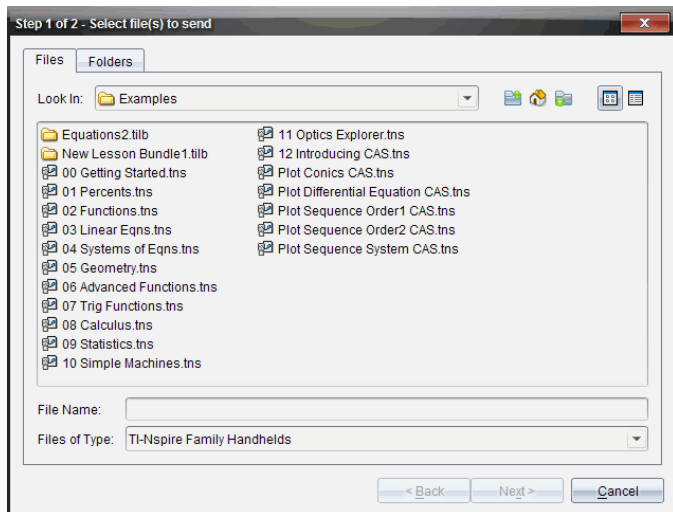 Step 1 of 2 - Select file(s) to send
Files
Folders
Look In:
Examples
Equations2.tilb
New Lesson Bundle1.tilb
00 Getting Started.tns
01 Percents.tns
02 Functions.tns
03 Linear Eqns.tns
04 Systems of Eqns.tns
05 Geometry.tns
06 Advanced Functions.tns
07 Trig Functions.tns
08 Calculus.tns
09 Statistics.tns
10 Simple Machines.tns
11 Optics Explorer.tns
12 Introducing CAS.tns
Plot Conics CAS.tns
Plot Differential Equation CAS.tns
Plot Sequence Order1 CAS.tns
Plot Sequence Order2 CAS.tns
Plot Sequence System CAS.tns
File Name:
Files of Type: TI-Nspire Family Handhelds
< Back Next > Cancel